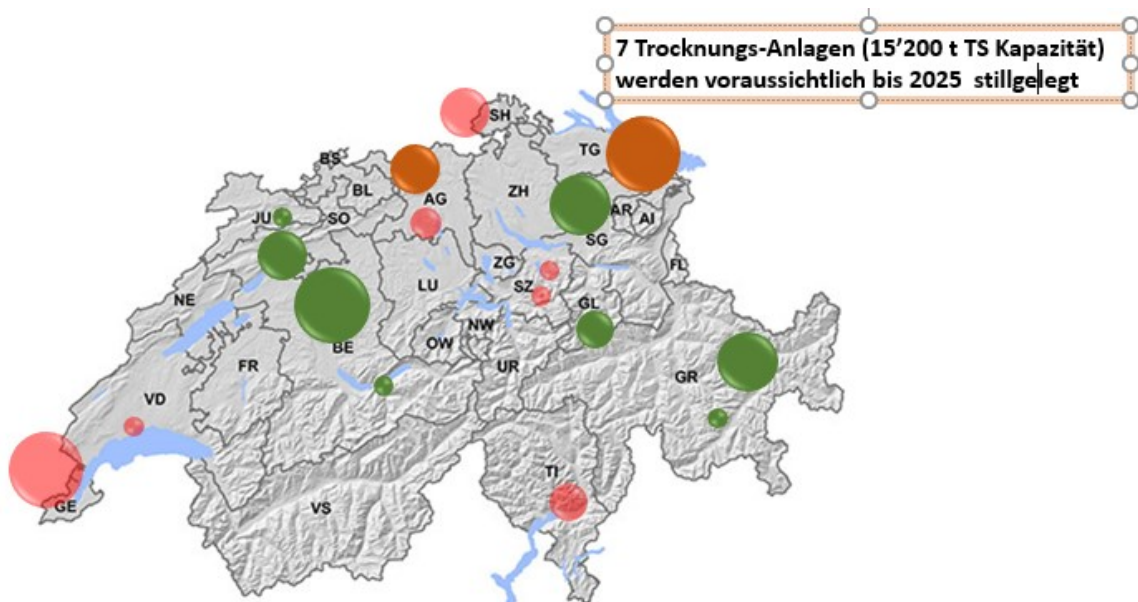 7 Trocknungs-Anlagen (15’200 t TS Kapazität)
werden voraussichtlich bis 2025 stillgelegt
SH
TG
BS
BL
AG
ZH
AR
AI
JU
SO
SG
ZG
FL
LU
SZ
GL
NE
NW
OW
BE
UR
FR
GR
VD
TI
GE
VS